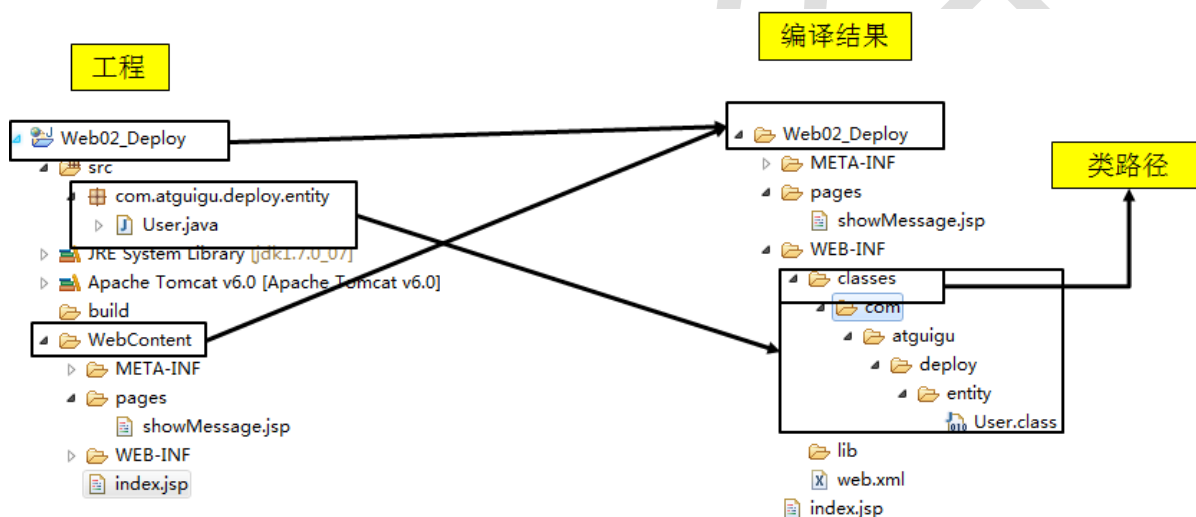 工程
Web02_Deploy
src
com.atguigu.deploy.entity
User.java
JRE System Library [jdk1.7.0_07]
Apache Tomcat v6.0 [Apache Tomcat v6.0]
build
WebContent
META-INF
pages
showMessage.jsp
WEB-INF
index.jsp
编译结果
Web02_Deploy
META-INF
pages
showMessage.jsp
WEB-INF
classes
com
atguigu
deploy
entity
User.class
lib
web.xml
index.jsp
类路径